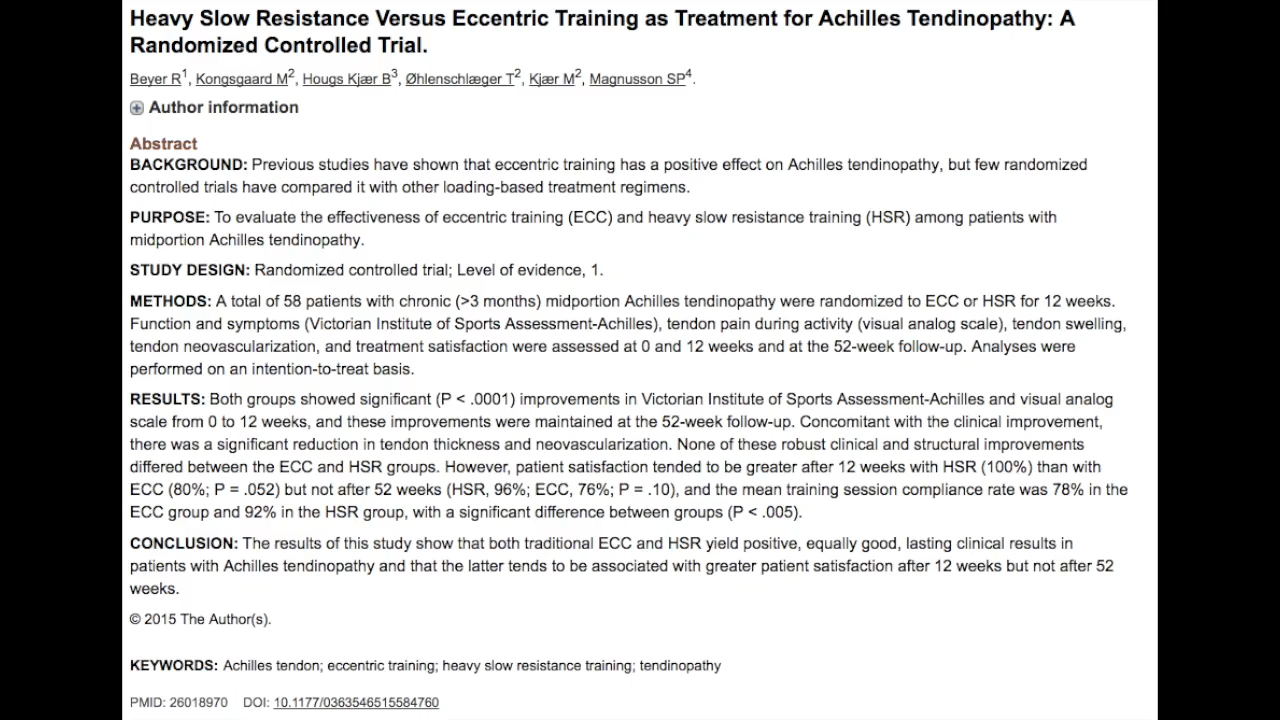 Heavy Slow Resistance Versus Eccentric Training as Treatment for Achilles Tendinopathy: A
Randomized Controlled Trial.
Beyer R1, Kongsgaard M2, Hougs Kjær B3, Øhlenschlæger T2, Kjær M2, Magnusson SP4.
Author information
Abstract
BACKGROUND: Previous studies have shown that eccentric training has a positive effect on Achilles tendinopathy, but few randomized
controlled trials have compared it with other loading-based treatment regimens.
PURPOSE: To evaluate the effectiveness of eccentric training (ECC) and heavy slow resistance training (HSR) among patients with
midportion Achilles tendinopathy.
STUDY DESIGN: Randomized controlled trial; Level of evidence, 1.
METHODS: A total of 58 patients with chronic (>3 months) midportion Achilles tendinopathy were randomized to ECC or HSR for 12 weeks.
Function and symptoms (Victorian Institute of Sports Assessment-Achilles), tendon pain during activity (visual analog scale), tendon swelling,
tendon neovascularization, and treatment satisfaction were assessed at 0 and 12 weeks and at the 52-week follow-up. Analyses were
performed on an intention-to-treat basis.
RESULTS: Both groups showed significant (P < .0001) improvements in Victorian Institute of Sports Assessment-Achilles and visual analog
scale from 0 to 12 weeks, and these improvements were maintained at the 52-week follow-up. Concomitant with the clinical improvement,
there was a significant reduction in tendon thickness and neovascularization. None of these robust clinical and structural improvements
differed between the ECC and HSR groups. However, patient satisfaction tended to be greater after 12 weeks with HSR (100%) than with
ECC (80%; P = .052) but not after 52 weeks (HSR, 96%; ECC, 76%; P = .10), and the mean training session compliance rate was 78% in the
ECC group and 92% in the HSR group, with a significant difference between groups (P < .005).
CONCLUSION: The results of this study show that both traditional ECC and HSR yield positive, equally good, lasting clinical results in
patients with Achilles tendinopathy and that the latter tends to be associated with greater patient satisfaction after 12 weeks but not after 52
weeks.
© 2015 The Author(s).
KEYWORDS: Achilles tendon; eccentric training; heavy slow resistance training; tendinopathy
PMID: 26018970 DOI: 10.1177/0363546515584760